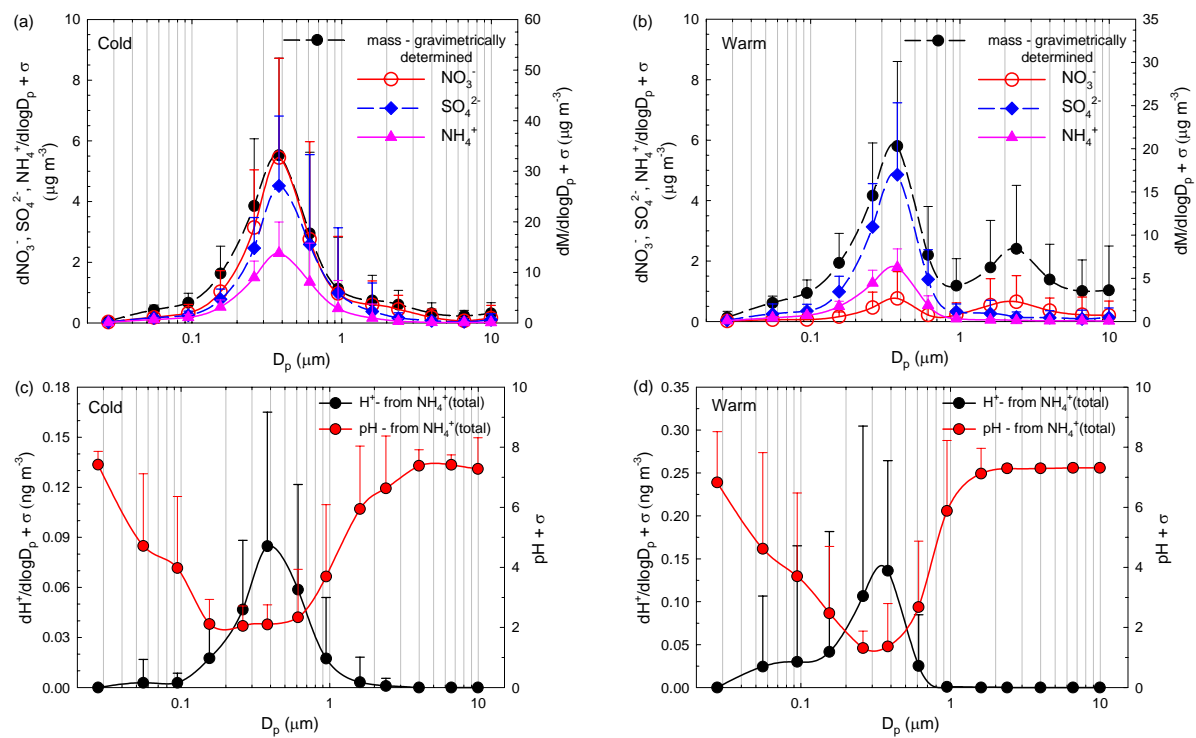 (a)
Cold
mass - gravimetrically
determined
NO₃⁻
SO₄²⁻
NH₄⁺
10
8
6
4
2
0
dNO₃⁻, SO₄²⁻, NH₄⁺/dlogDₚ + σ
(μg m⁻³)
60
50
40
30
20
10
0
dM/dlogDₚ + σ (μg m⁻³)
0.1
1
10
Dₚ (μm)
(b)
Warm
mass - gravimetrically
determined
NO₃⁻
SO₄²⁻
NH₄⁺
10
8
6
4
2
0
dNO₃⁻, SO₄²⁻, NH₄⁺/dlogDₚ + σ
(μg m⁻³)
35
30
25
20
15
10
5
0
dM/dlogDₚ + σ (μg m⁻³)
0.1
1
10
Dₚ (μm)
(c)
Cold
H⁺- from NH₄⁺(total)
pH - from NH₄⁺(total)
0.18
0.15
0.12
0.09
0.06
0.03
0.00
dH⁺/dlogDₚ + σ (ng m⁻³)
10
8
6
4
2
0
pH + σ
0.1
1
10
Dₚ (μm)
(d)
Warm
H⁺- from NH₄⁺(total)
pH - from NH₄⁺(total)
0.35
0.30
0.25
0.20
0.15
0.10
0.05
0.00
dH⁺/dlogDₚ + σ (ng m⁻³)
10
8
6
4
2
0
pH + σ
0.1
1
10
Dₚ (μm)